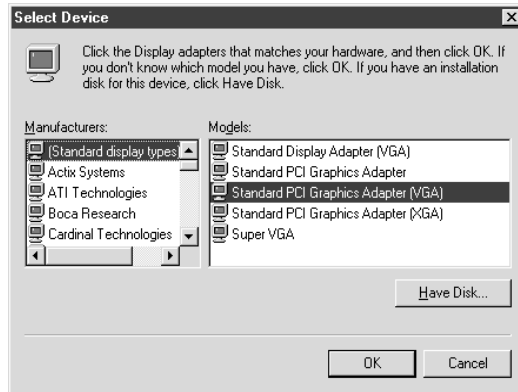 Select Device
Click the Display adapters that matches your hardware, and then click OK. If
you don't know which model you have, click OK. If you have an installation
disk for this device, click Have Disk.
Manufacturers:
(Standard display types)
Actix Systems
ATI Technologies
Boca Research
Cardinal Technologies
Models:
Standard Display Adapter (VGA)
Standard PCI Graphics Adapter
Standard PCI Graphics Adapter (VGA)
Standard PCI Graphics Adapter (XGA)
Super VGA
Have Disk...
OK
Cancel